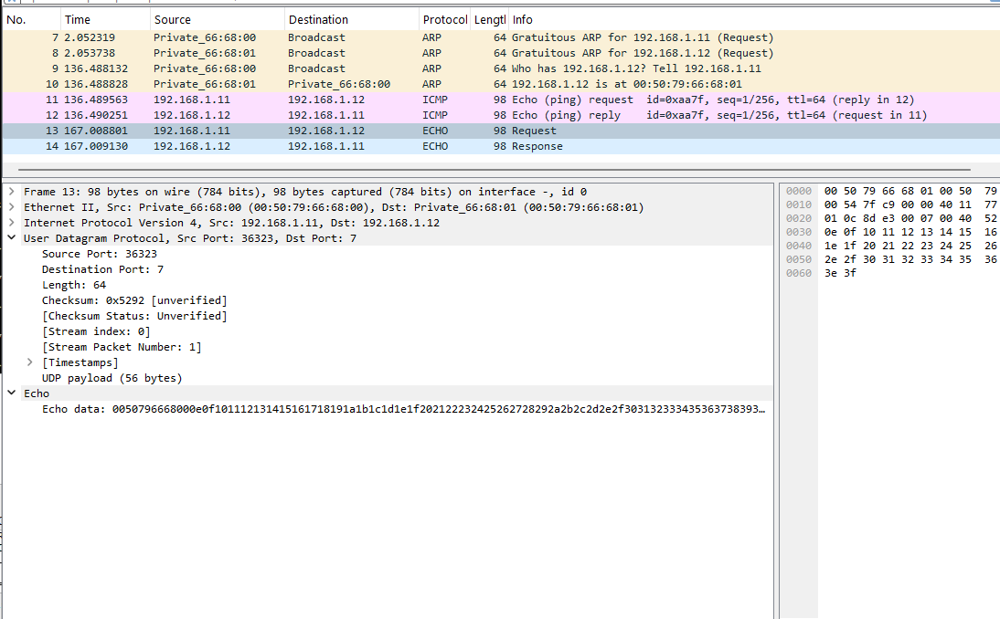 No. Time Source Destination Protocol Lengtl Info
7 2.052319 Private_66:68:00 Broadcast ARP 64 Gratuitous ARP for 192.168.1.11 (Request)
8 2.053738 Private_66:68:01 Broadcast ARP 64 Gratuitous ARP for 192.168.1.12 (Request)
9 136.488132 Private_66:68:00 Broadcast ARP 64 Who has 192.168.1.12? Tell 192.168.1.11
10 136.488828 Private_66:68:01 Private_66:68:00 ARP 64 192.168.1.12 is at 00:50:79:66:68:01
11 136.489563 192.168.1.11 192.168.1.12 ICMP 98 Echo (ping) request id=0xaa7f, seq=1/256, ttl=64 (reply in 12)
12 136.490251 192.168.1.12 192.168.1.11 ICMP 98 Echo (ping) reply id=0xaa7f, seq=1/256, ttl=64 (request in 11)
13 167.008801 192.168.1.11 192.168.1.12 ECHO 98 Request
14 167.009130 192.168.1.12 192.168.1.11 ECHO 98 Response
Frame 13: 98 bytes on wire (784 bits), 98 bytes captured (784 bits) on interface -, id 0
Ethernet II, Src: Private_66:68:00 (00:50:79:66:68:00), Dst: Private_66:68:01 (00:50:79:66:68:01)
Internet Protocol Version 4, Src: 192.168.1.11, Dst: 192.168.1.12
User Datagram Protocol, Src Port: 36323, Dst Port: 7
Source Port: 36323
Destination Port: 7
Length: 64
Checksum: 0x5292 [unverified]
[Checksum Status: Unverified]
[Stream index: 0]
[Stream Packet Number: 1]
[Timestamps]
UDP payload (56 bytes)
Echo
Echo data: 0050796668000e0f101112131415161718191a1b1c1d1e1f202122232425262728292a2b2c2d2e2f30313233343536373839​3…
0000 00 50 79 66 68 01 00 50 79
0010 00 54 7f c9 00 00 40 11 77
0020 01 0c 8d e3 00 07 00 40 52
0030 0e 0f 10 11 12 13 14 15 16
0040 1e 1f 20 21 22 23 24 25 26
0050 2e 2f 30 31 32 33 34 35 36
0060 3e 3f